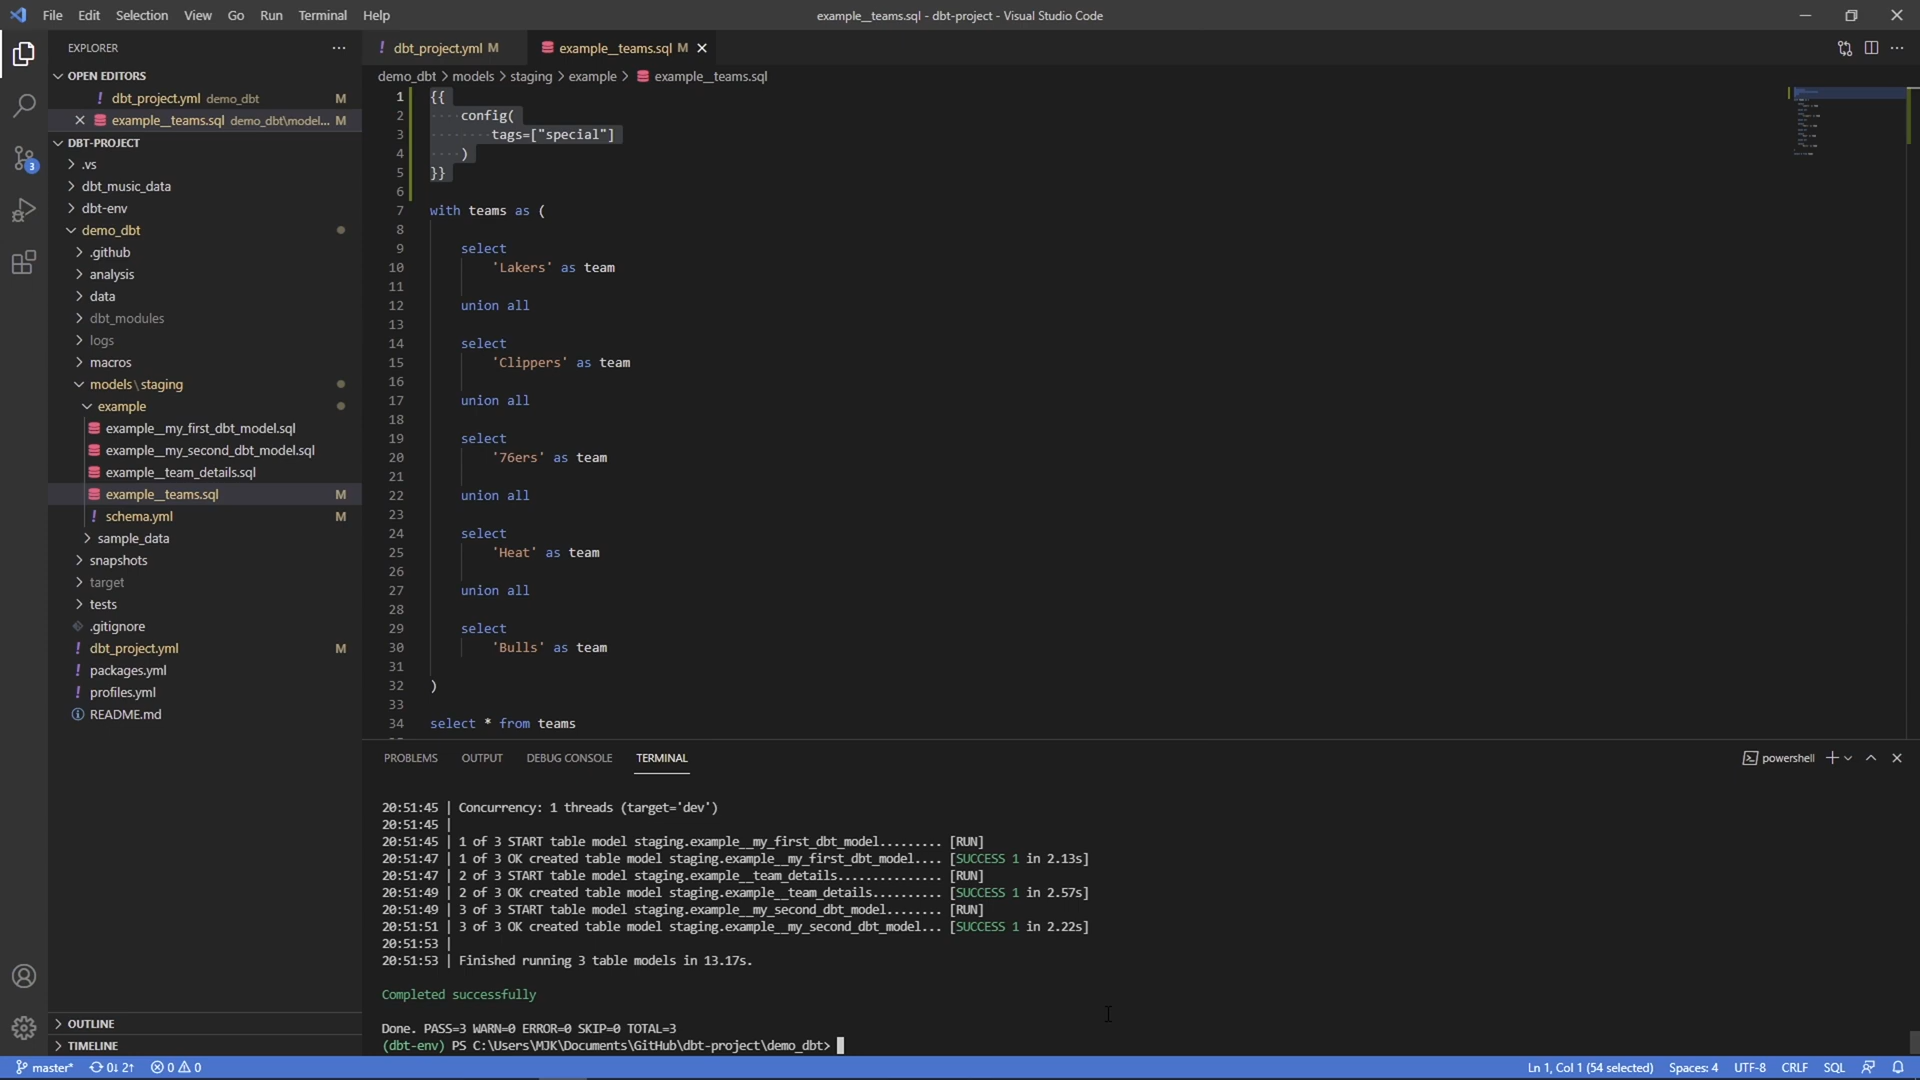 File Edit Selection View Go Run Terminal Help
example__teams.sql - dbt-project - Visual Studio Code
EXPLORER
OPEN EDITORS
! dbt_project.yml demo_dbt M
example__teams.sql demo_dbt\model... M
DBT-PROJECT
.vs
dbt_music_data
dbt-env
demo_dbt
.github
analysis
data
dbt_modules
logs
macros
models\staging
example
example__my_first_dbt_model.sql
example__my_second_dbt_model.sql
example__team_details.sql
example__teams.sql M
! schema.yml M
sample_data
snapshots
target
tests
.gitignore
! dbt_project.yml M
! packages.yml
! profiles.yml
README.md
OUTLINE
TIMELINE
! dbt_project.yml M
example__teams.sql M
demo_dbt > models > staging > example > example__teams.sql
1 {{
2 config(
3 tags=["special"]
4 )
5 }}
6
7 with teams as (
8
9 select
10 'Lakers' as team
11
12 union all
13
14 select
15 'Clippers' as team
16
17 union all
18
19 select
20 '76ers' as team
21
22 union all
23
24 select
25 'Heat' as team
26
27 union all
28
29 select
30 'Bulls' as team
31
32 )
33
34 select * from teams
PROBLEMS OUTPUT DEBUG CONSOLE TERMINAL
powershell
20:51:45 | Concurrency: 1 threads (target='dev')
20:51:45 |
20:51:45 | 1 of 3 START table model staging.example__my_first_dbt_model......... [RUN]
20:51:47 | 1 of 3 OK created table model staging.example__my_first_dbt_model.... [SUCCESS 1 in 2.13s]
20:51:47 | 2 of 3 START table model staging.example__team_details............... [RUN]
20:51:49 | 2 of 3 OK created table model staging.example__team_details.......... [SUCCESS 1 in 2.57s]
20:51:49 | 3 of 3 START table model staging.example__my_second_dbt_model........ [RUN]
20:51:51 | 3 of 3 OK created table model staging.example__my_second_dbt_model... [SUCCESS 1 in 2.22s]
20:51:53 |
20:51:53 | Finished running 3 table models in 13.17s.
Completed successfully
Done. PASS=3 WARN=0 ERROR=0 SKIP=0 TOTAL=3
(dbt-env) PS C:\Users\MJK\Documents\GitHub\dbt-project\demo_dbt>
3
master* 0↓ 2↑ 0 0
Ln 1, Col 1 (54 selected) Spaces: 4 UTF-8 CRLF SQL